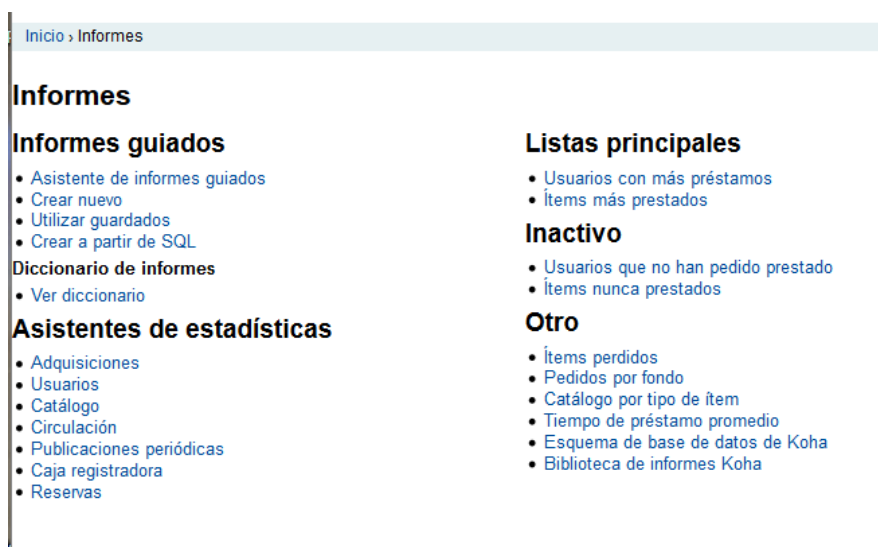 Inicio › Informes
Informes
Informes guiados
Asistente de informes guiados
Crear nuevo
Utilizar guardados
Crear a partir de SQL
Diccionario de informes
Ver diccionario
Asistentes de estadísticas
Adquisiciones
Usuarios
Catálogo
Circulación
Publicaciones periódicas
Caja registradora
Reservas
Listas principales
Usuarios con más préstamos
Ítems más prestados
Inactivo
Usuarios que no han pedido prestado
Ítems nunca prestados
Otro
Ítems perdidos
Pedidos por fondo
Catálogo por tipo de ítem
Tiempo de préstamo promedio
Esquema de base de datos de Koha
Biblioteca de informes Koha